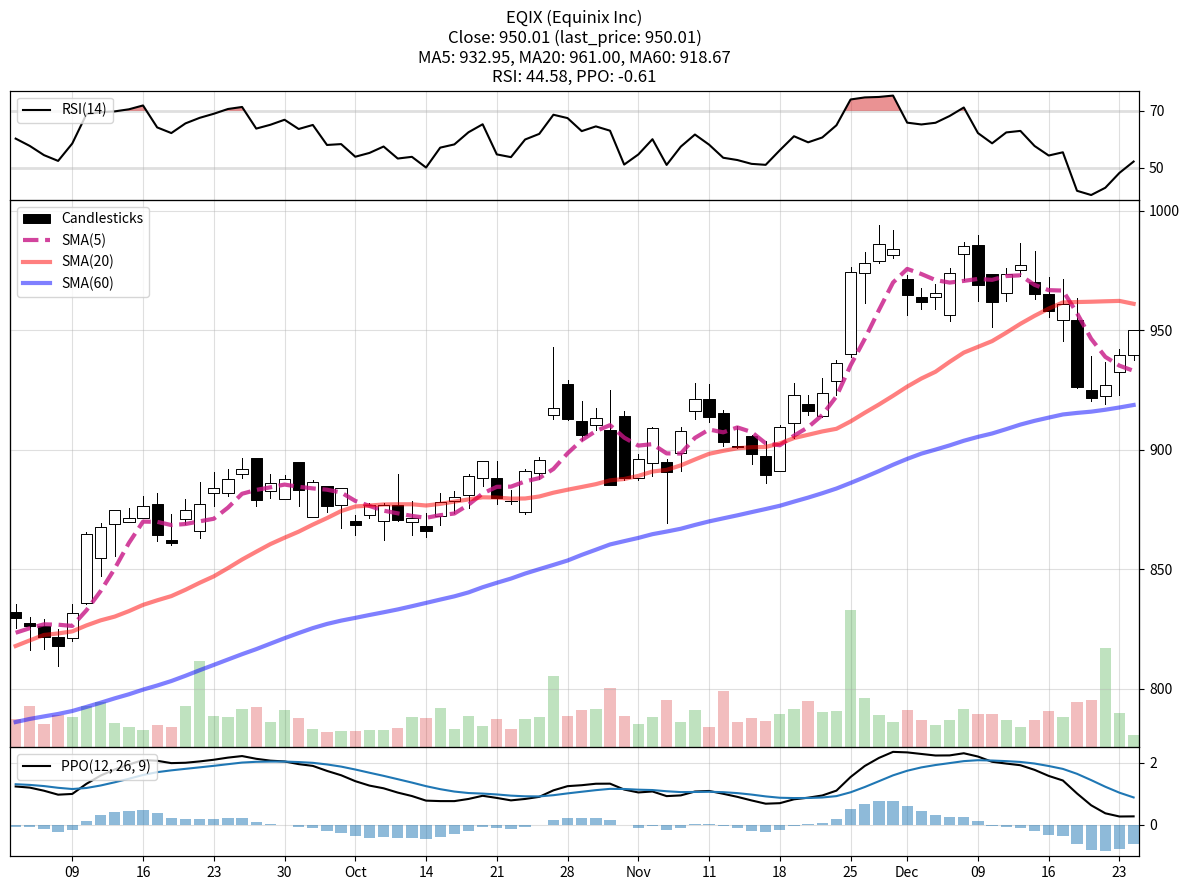 EQIX (Equinix Inc)
Close: 950.01 (last_price: 950.01)
MA5: 932.95, MA20: 961.00, MA60: 918.67
RSI: 44.58, PPO: -0.61
RSI(14)
70
50
Candlesticks
SMA(5)
SMA(20)
SMA(60)
1000
950
900
850
800
PPO(12, 26, 9)
2
0
09 16 23 30 Oct 14 21 28 Nov 11 18 25 Dec 09 16 23